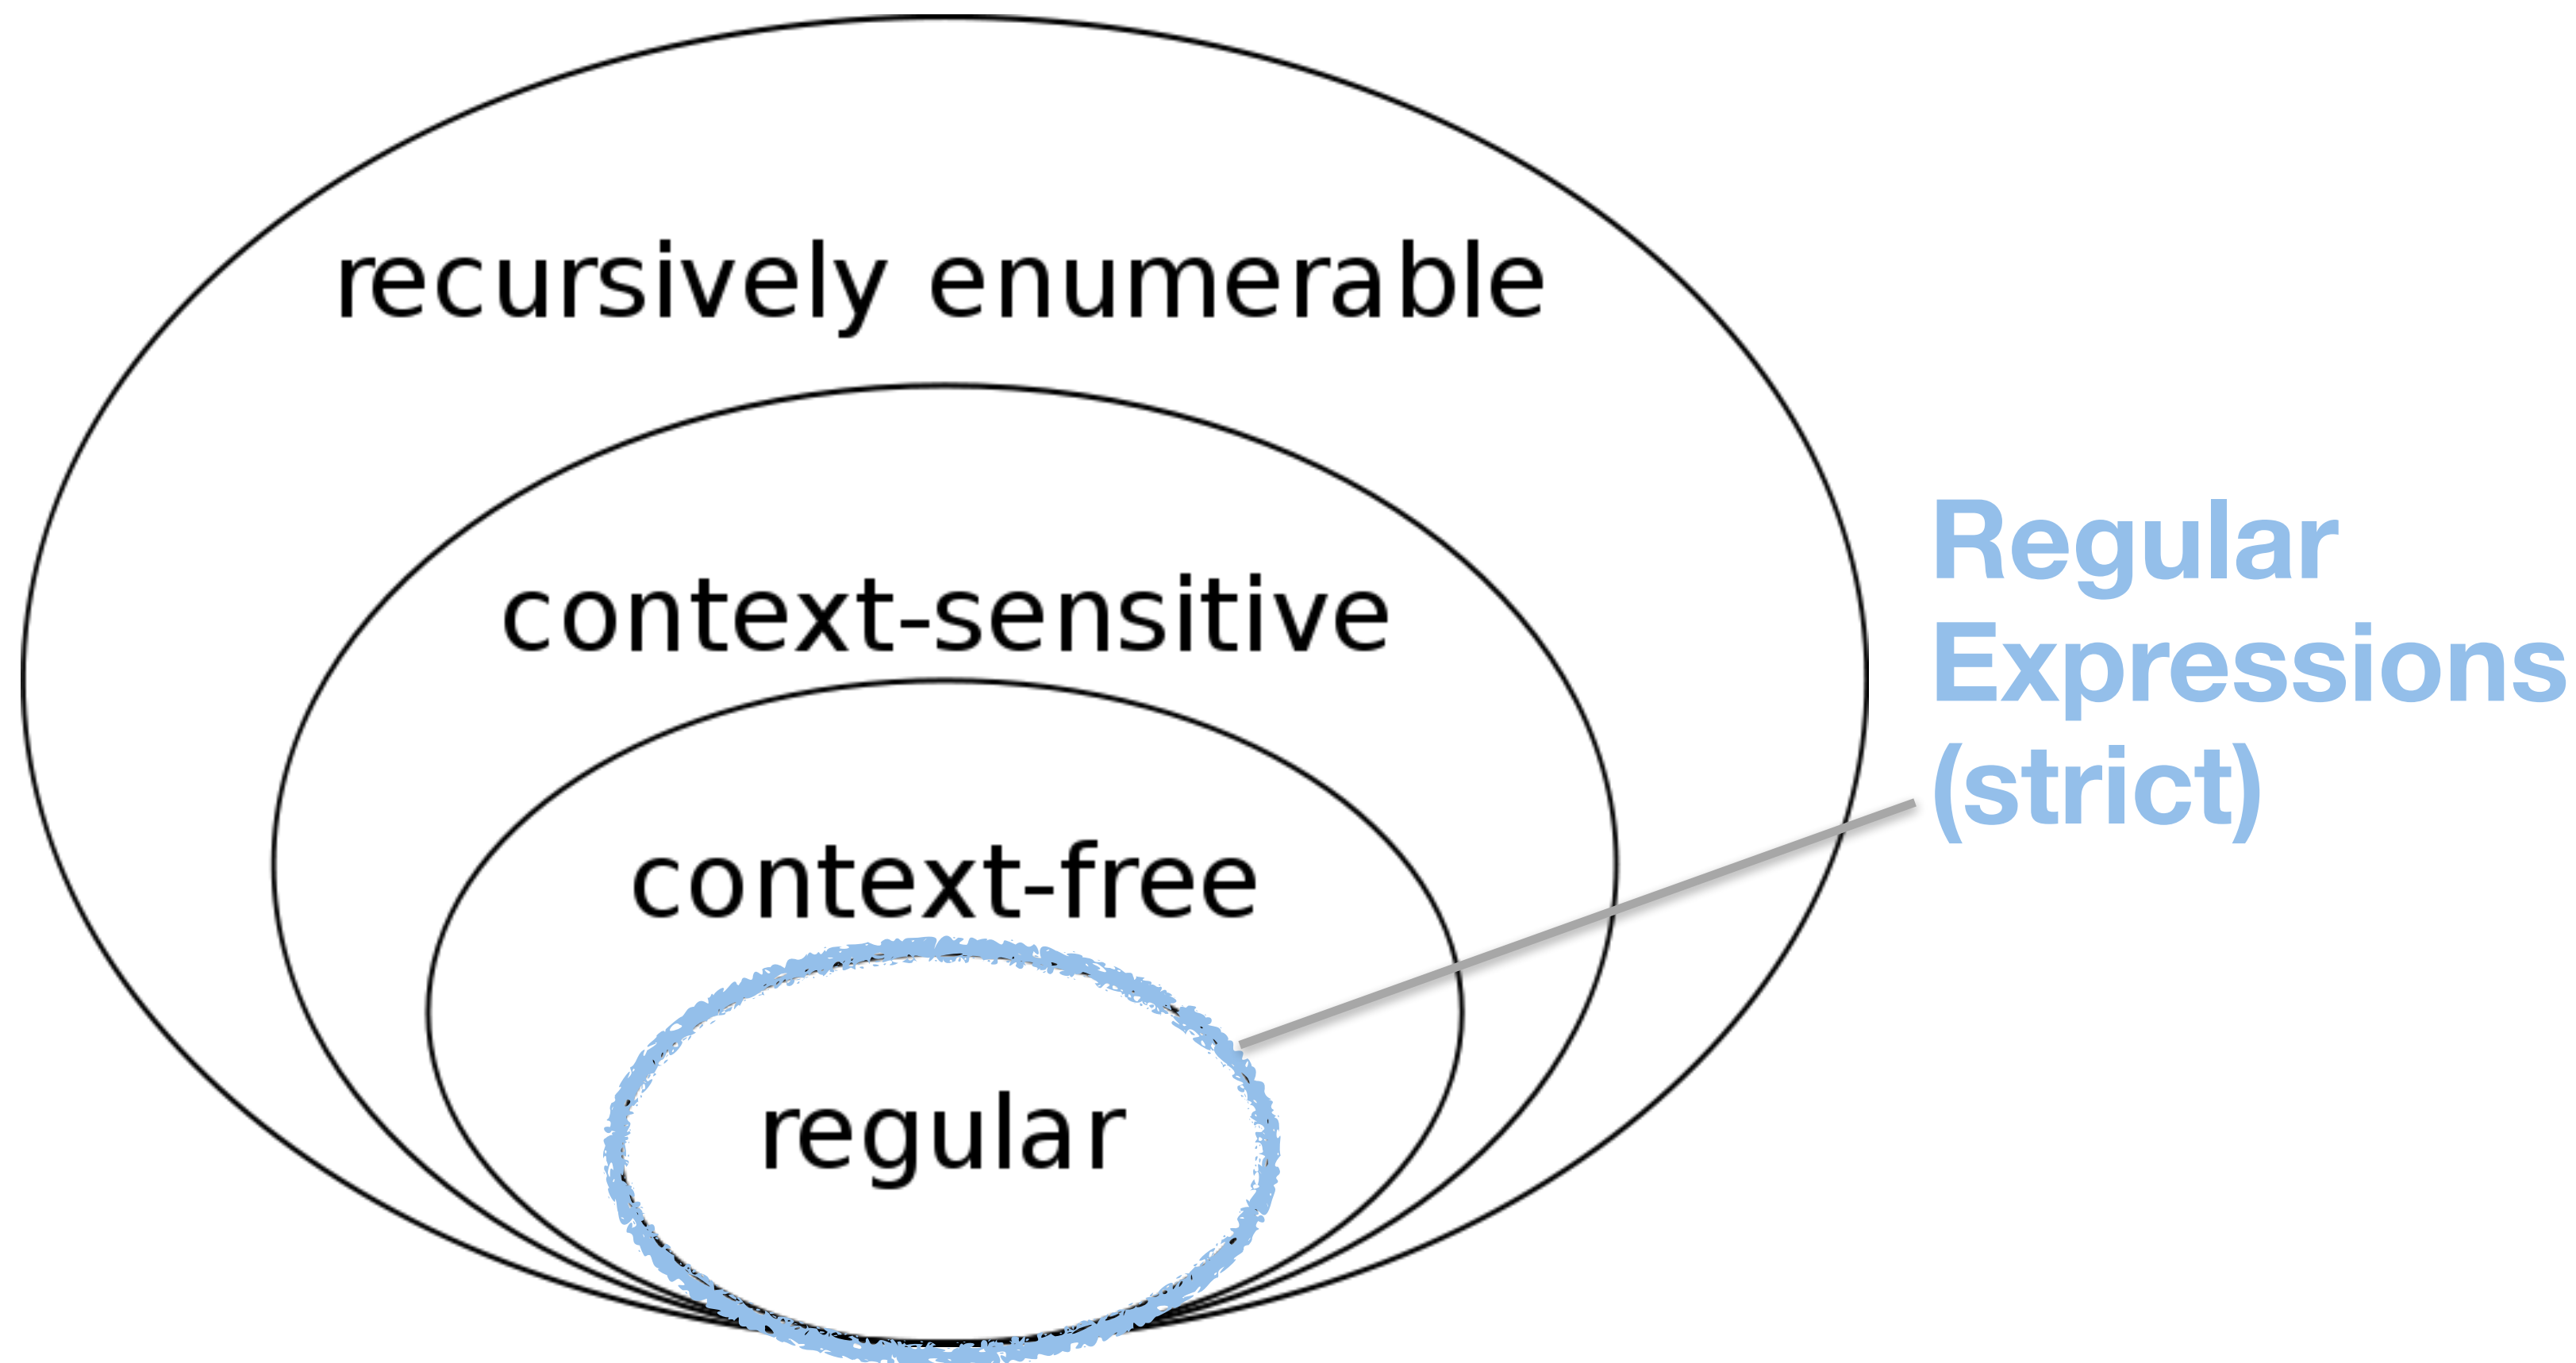 recursively enumerable
context-sensitive
context-free
regular
Regular
Expressions
(strict)